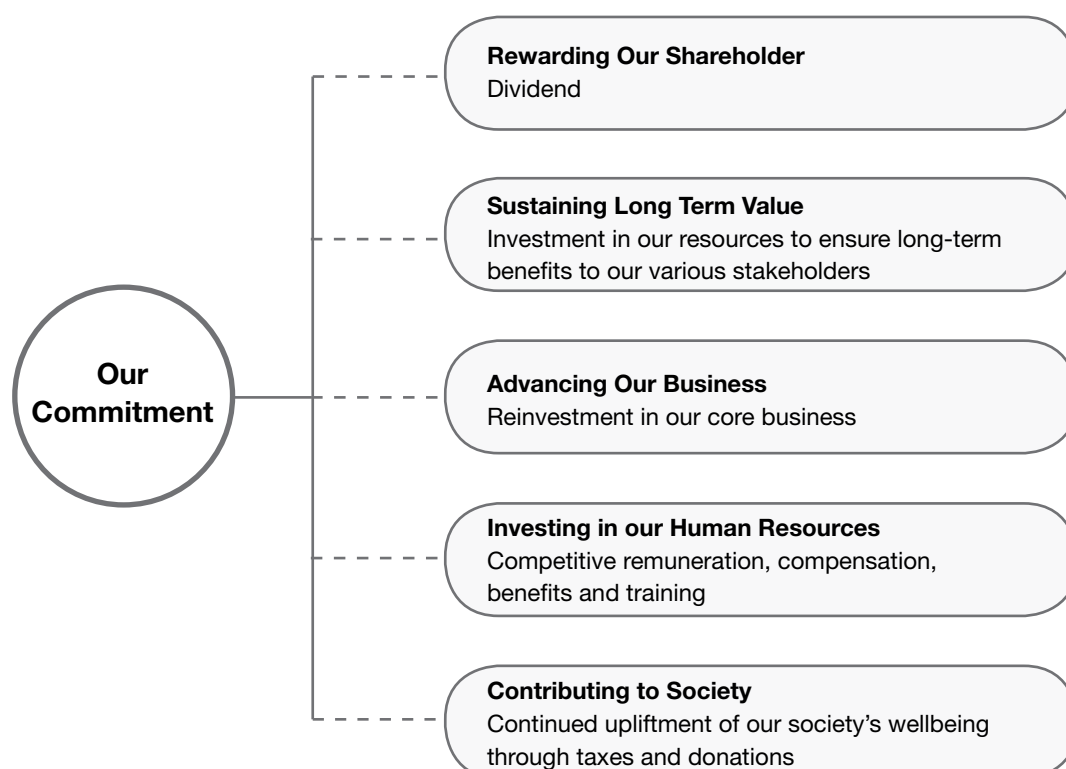 Rewarding Our Shareholder
Dividend
Sustaining Long Term Value
Investment in our resources to ensure long-term
benefits to our various stakeholders
Our
Commitment
Advancing Our Business
Reinvestment in our core business
Investing in our Human Resources
Competitive remuneration, compensation,
benefits and training
Contributing to Society
Continued upliftment of our society’s wellbeing
through taxes and donations